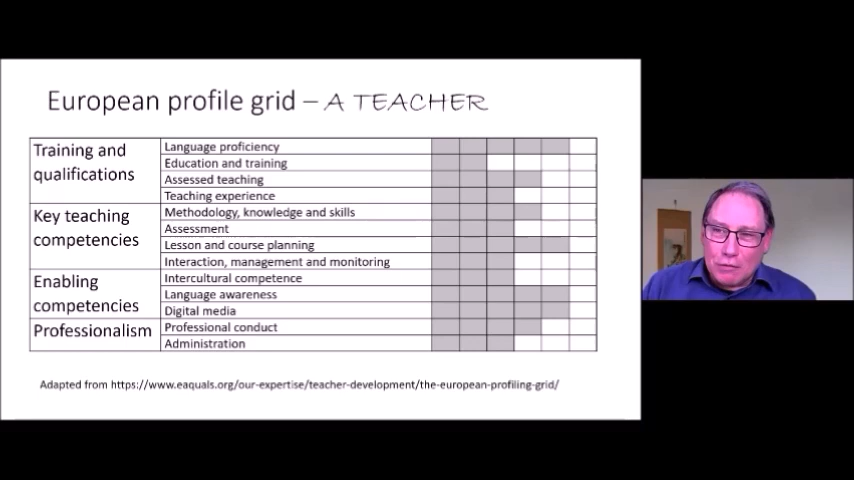 European profile grid – A TEACHER
Training and qualifications
Language proficiency
Education and training
Assessed teaching
Teaching experience
Key teaching competencies
Methodology, knowledge and skills
Assessment
Lesson and course planning
Interaction, management and monitoring
Enabling competencies
Intercultural competence
Language awareness
Digital media
Professionalism
Professional conduct
Administration
Adapted from https://www.eaquals.org/our-expertise/teacher-development/the-european-profiling-grid/